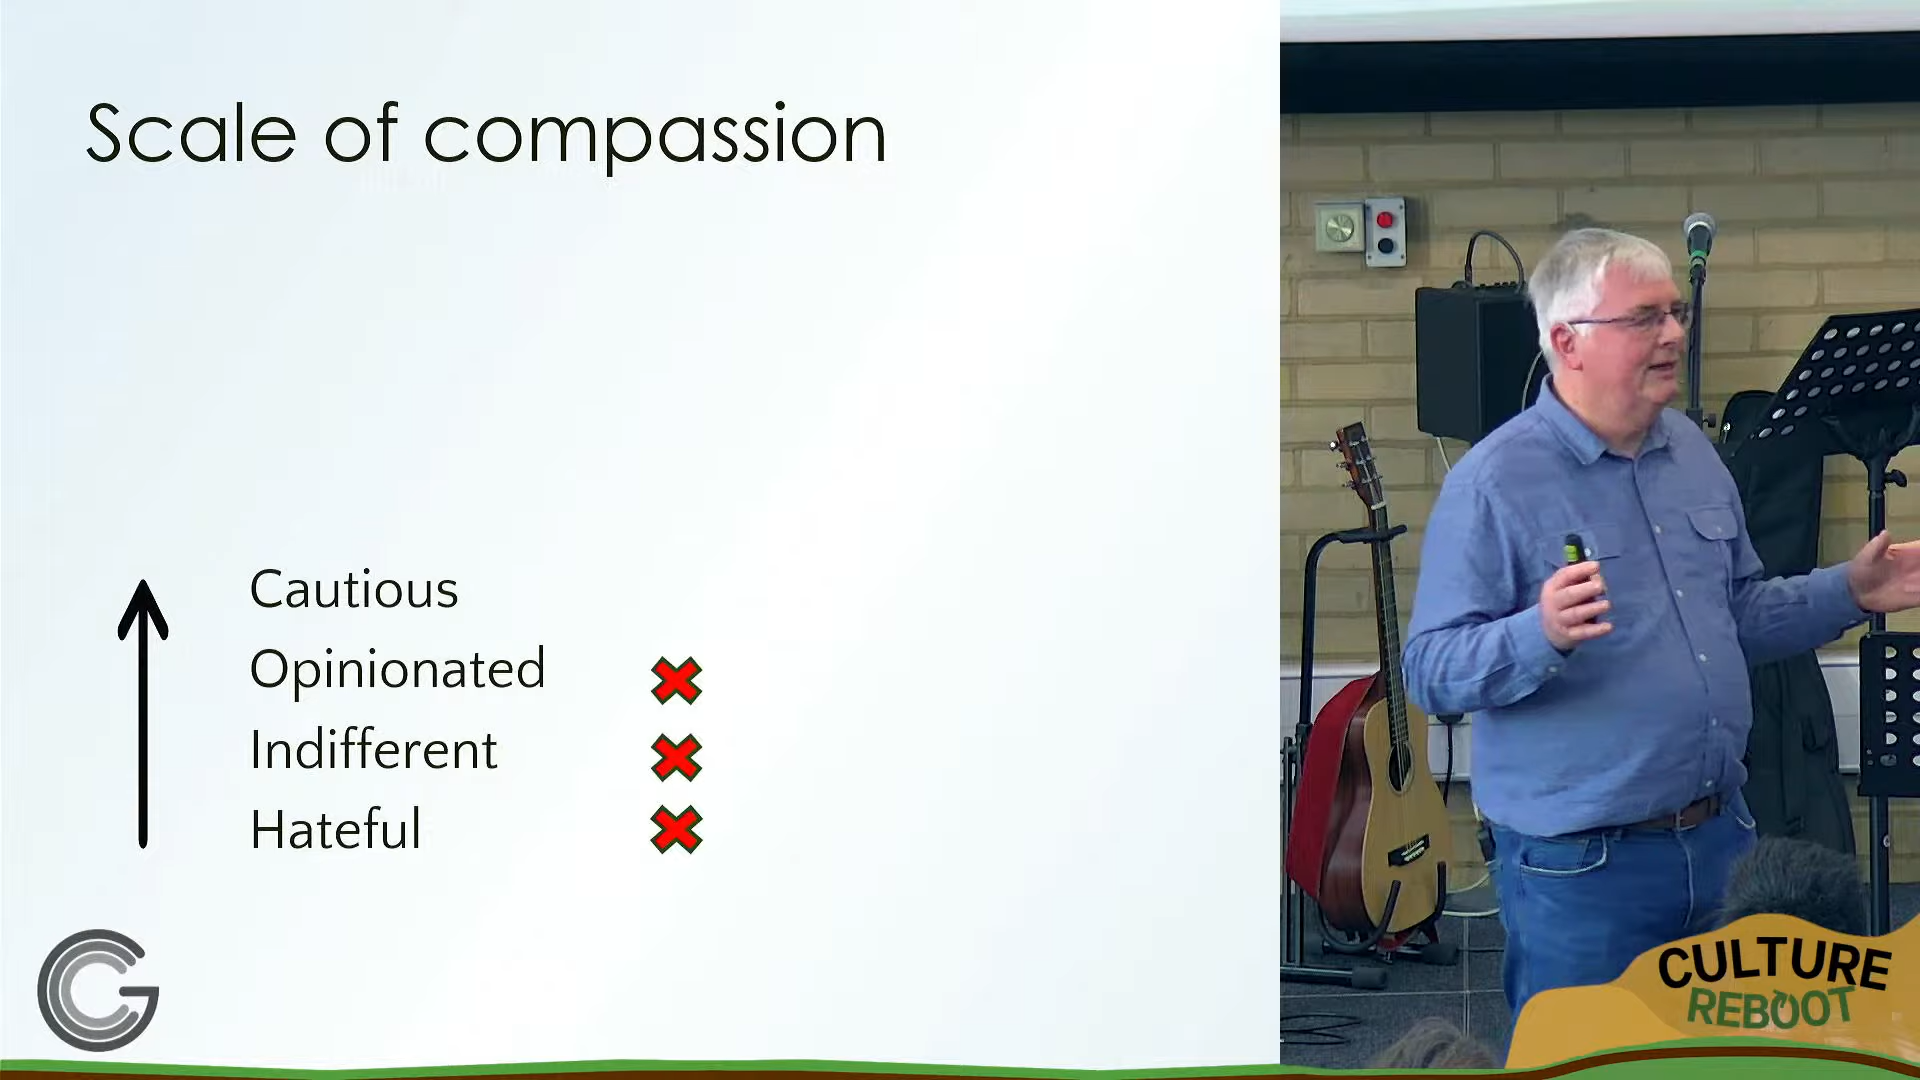 Scale of compassion
Cautious
Opinionated
Indifferent
Hateful
CULTURE
REBOOT